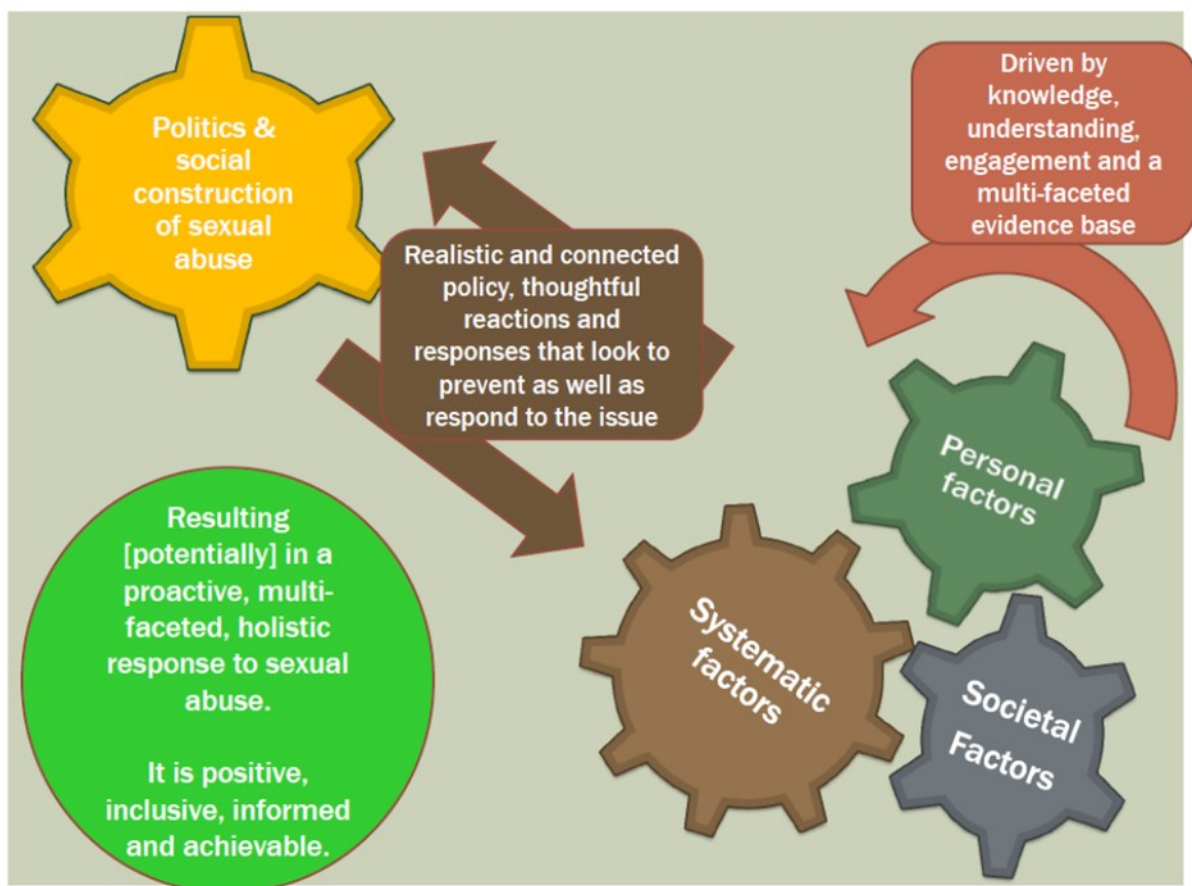 Politics &
social
construction
of sexual
abuse
Driven by
knowledge,
understanding,
engagement and a
multi-faceted
evidence base
Realistic and connected
policy, thoughtful
reactions and
responses that look to
prevent as well as
respond to the issue
Personal
factors
Systematic
factors
Societal
Factors
Resulting
[potentially] in a
proactive, multi-
faceted, holistic
response to sexual
abuse.
It is positive,
inclusive, informed
and achievable.